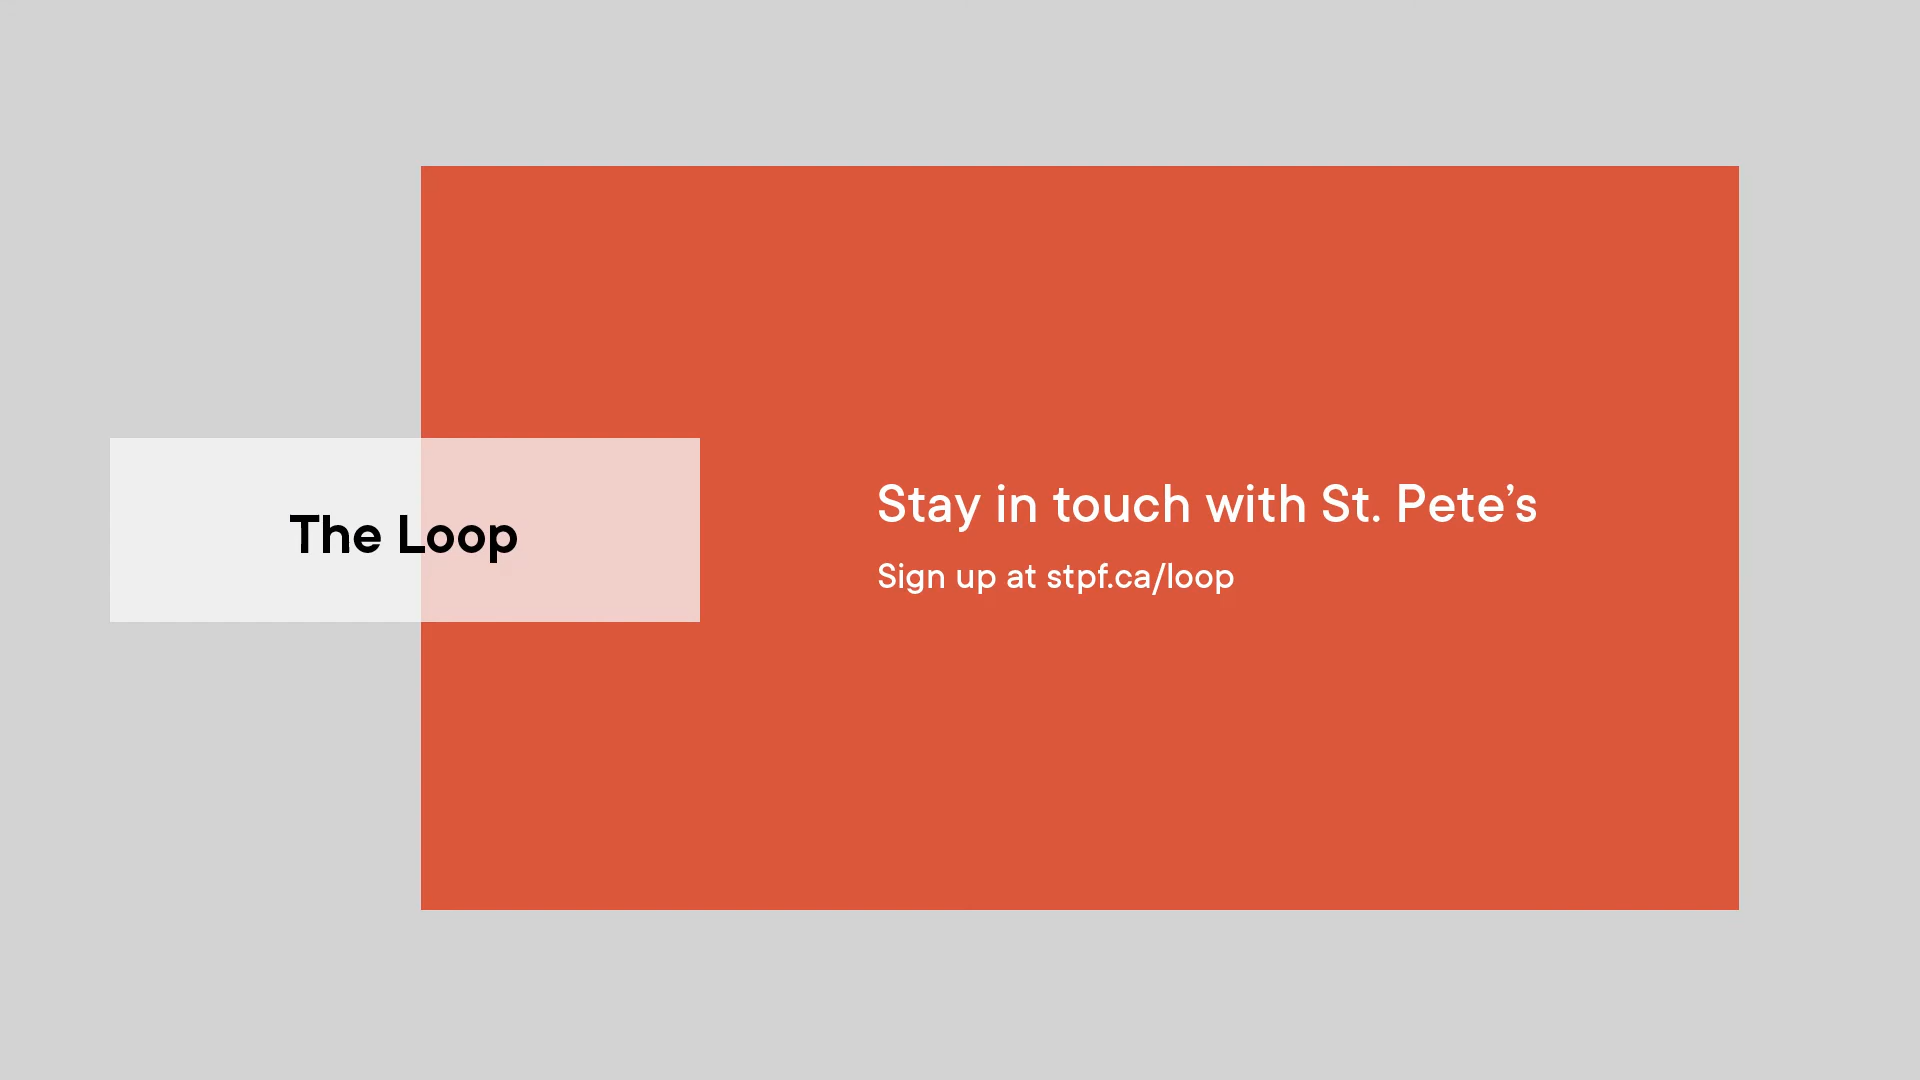 The Loop
Stay in touch with St. Pete’s
Sign up at stpf.ca/loop